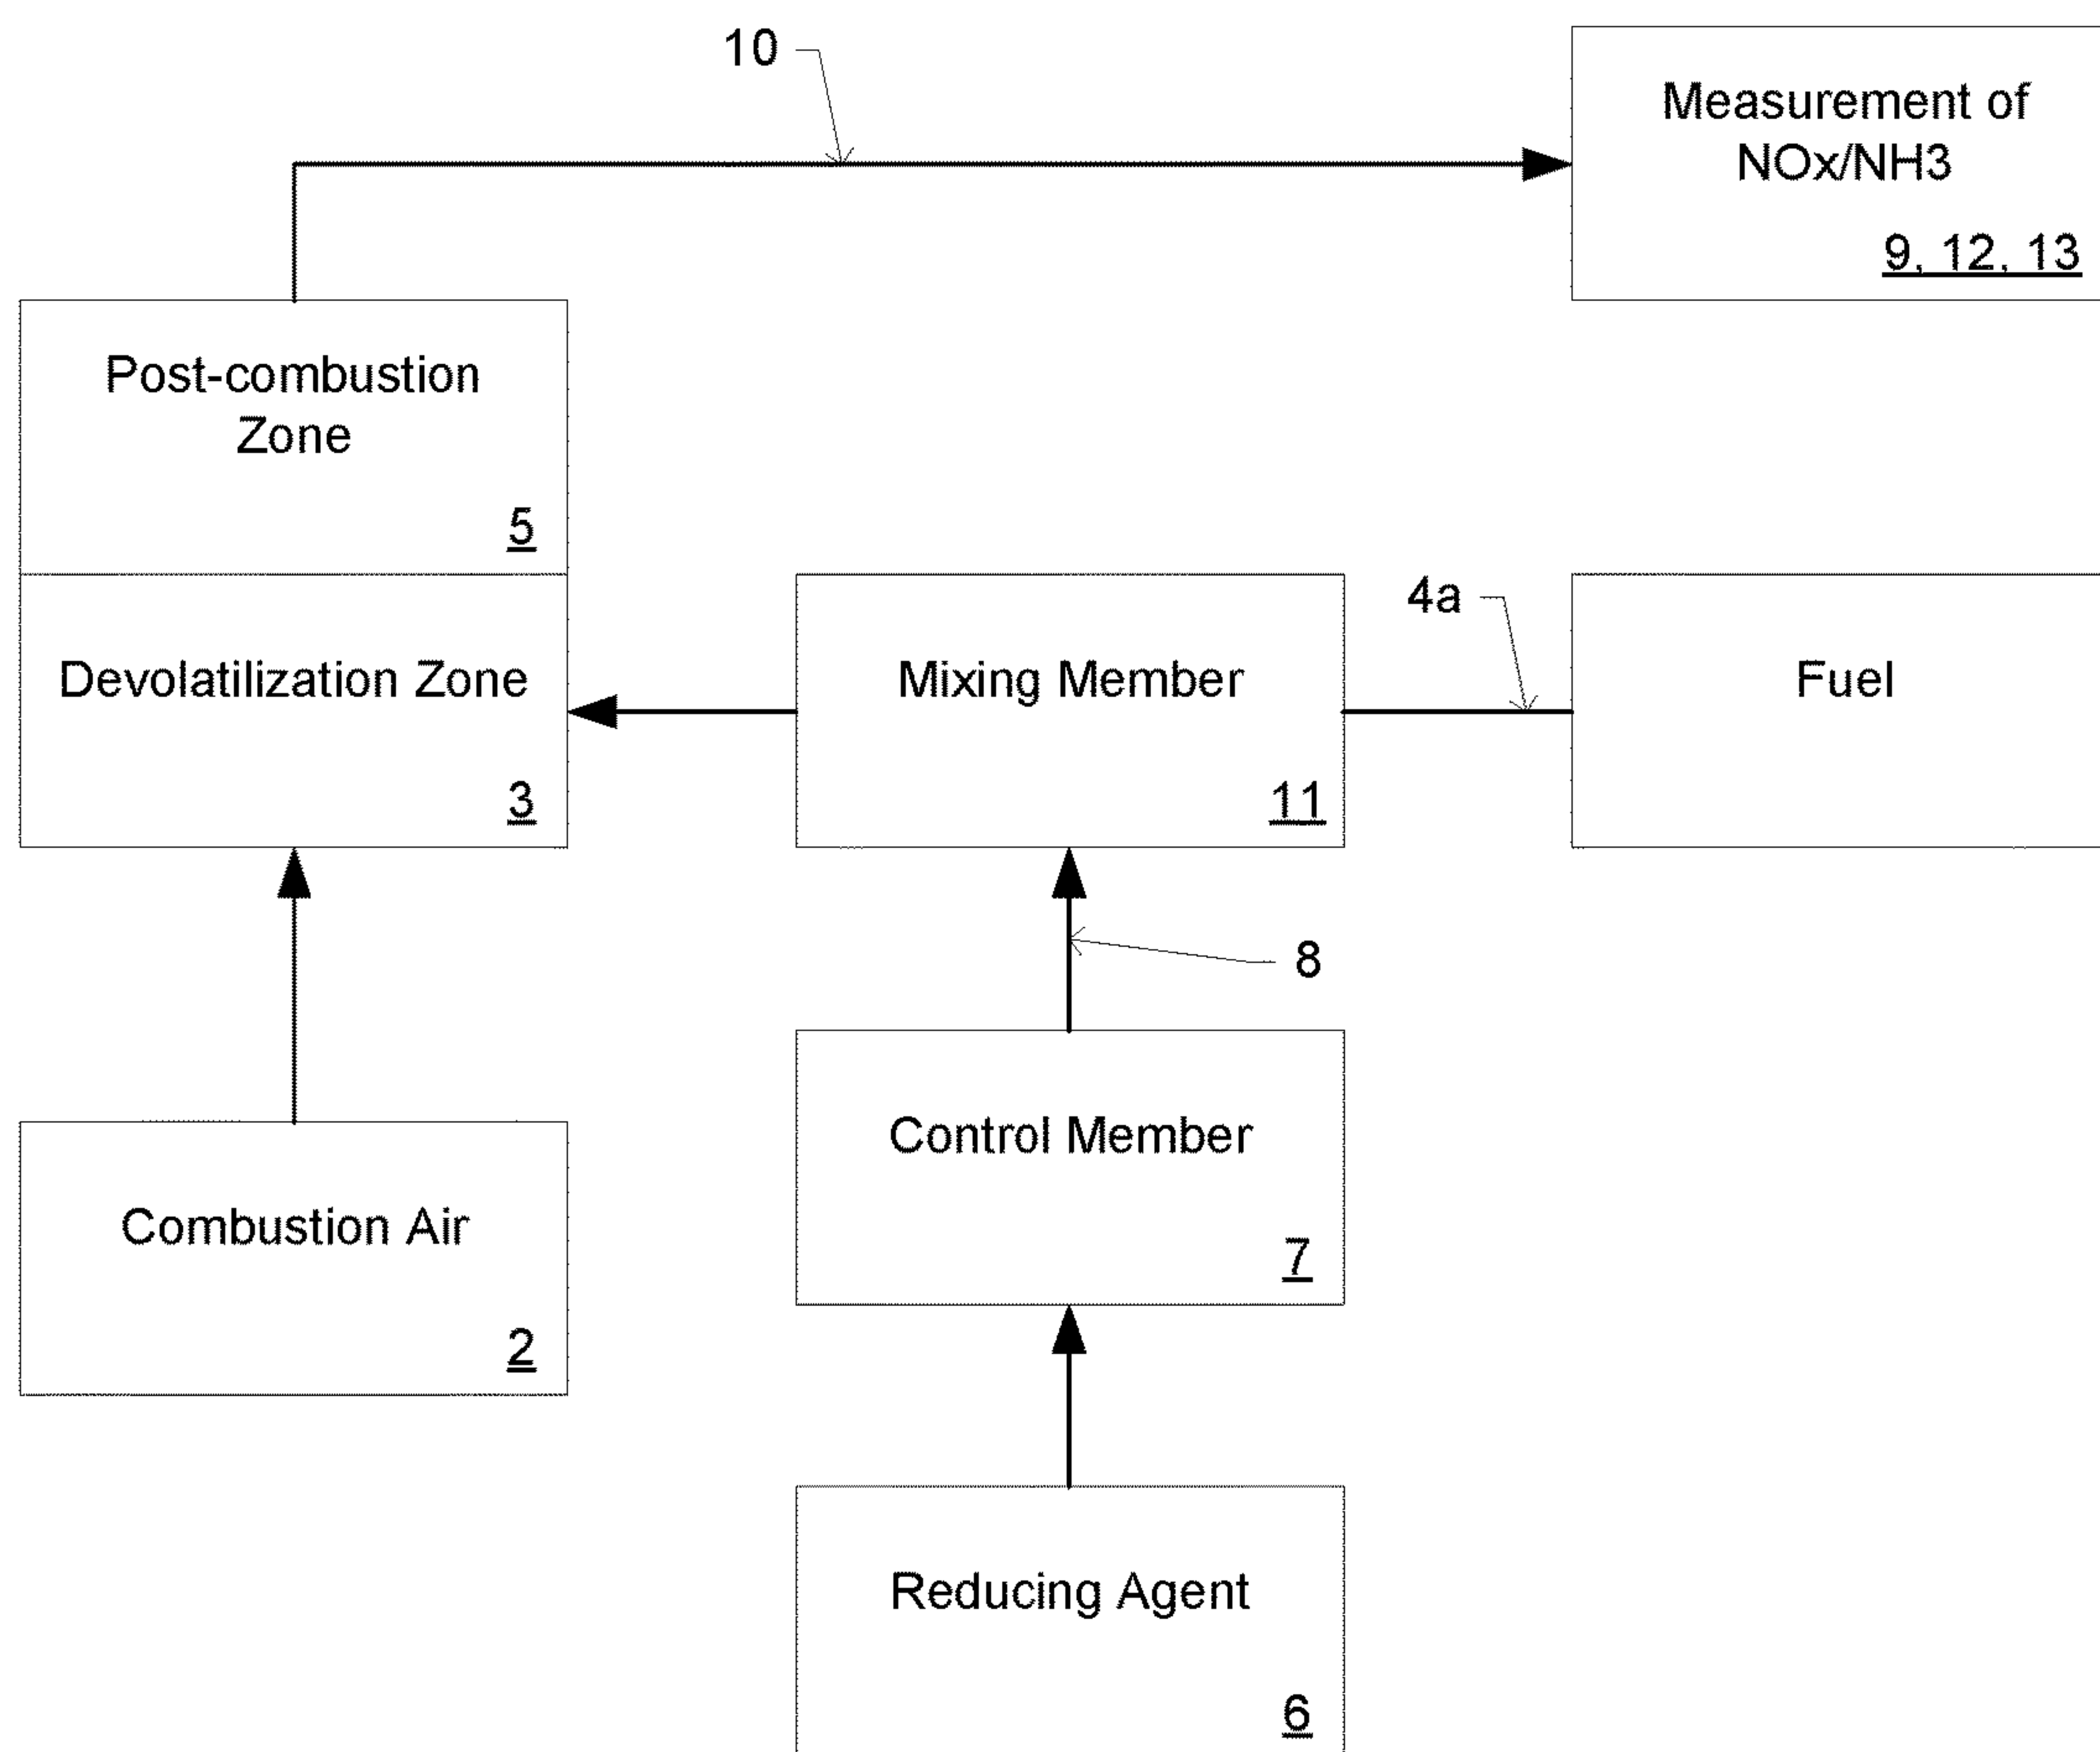 10
Measurement of
NOx/NH3
9, 12, 13
Post-combustion
Zone
5
4a
Devolatilization Zone
3
Mixing Member
11
Fuel
8
Control Member
7
Combustion Air
2
Reducing Agent
6